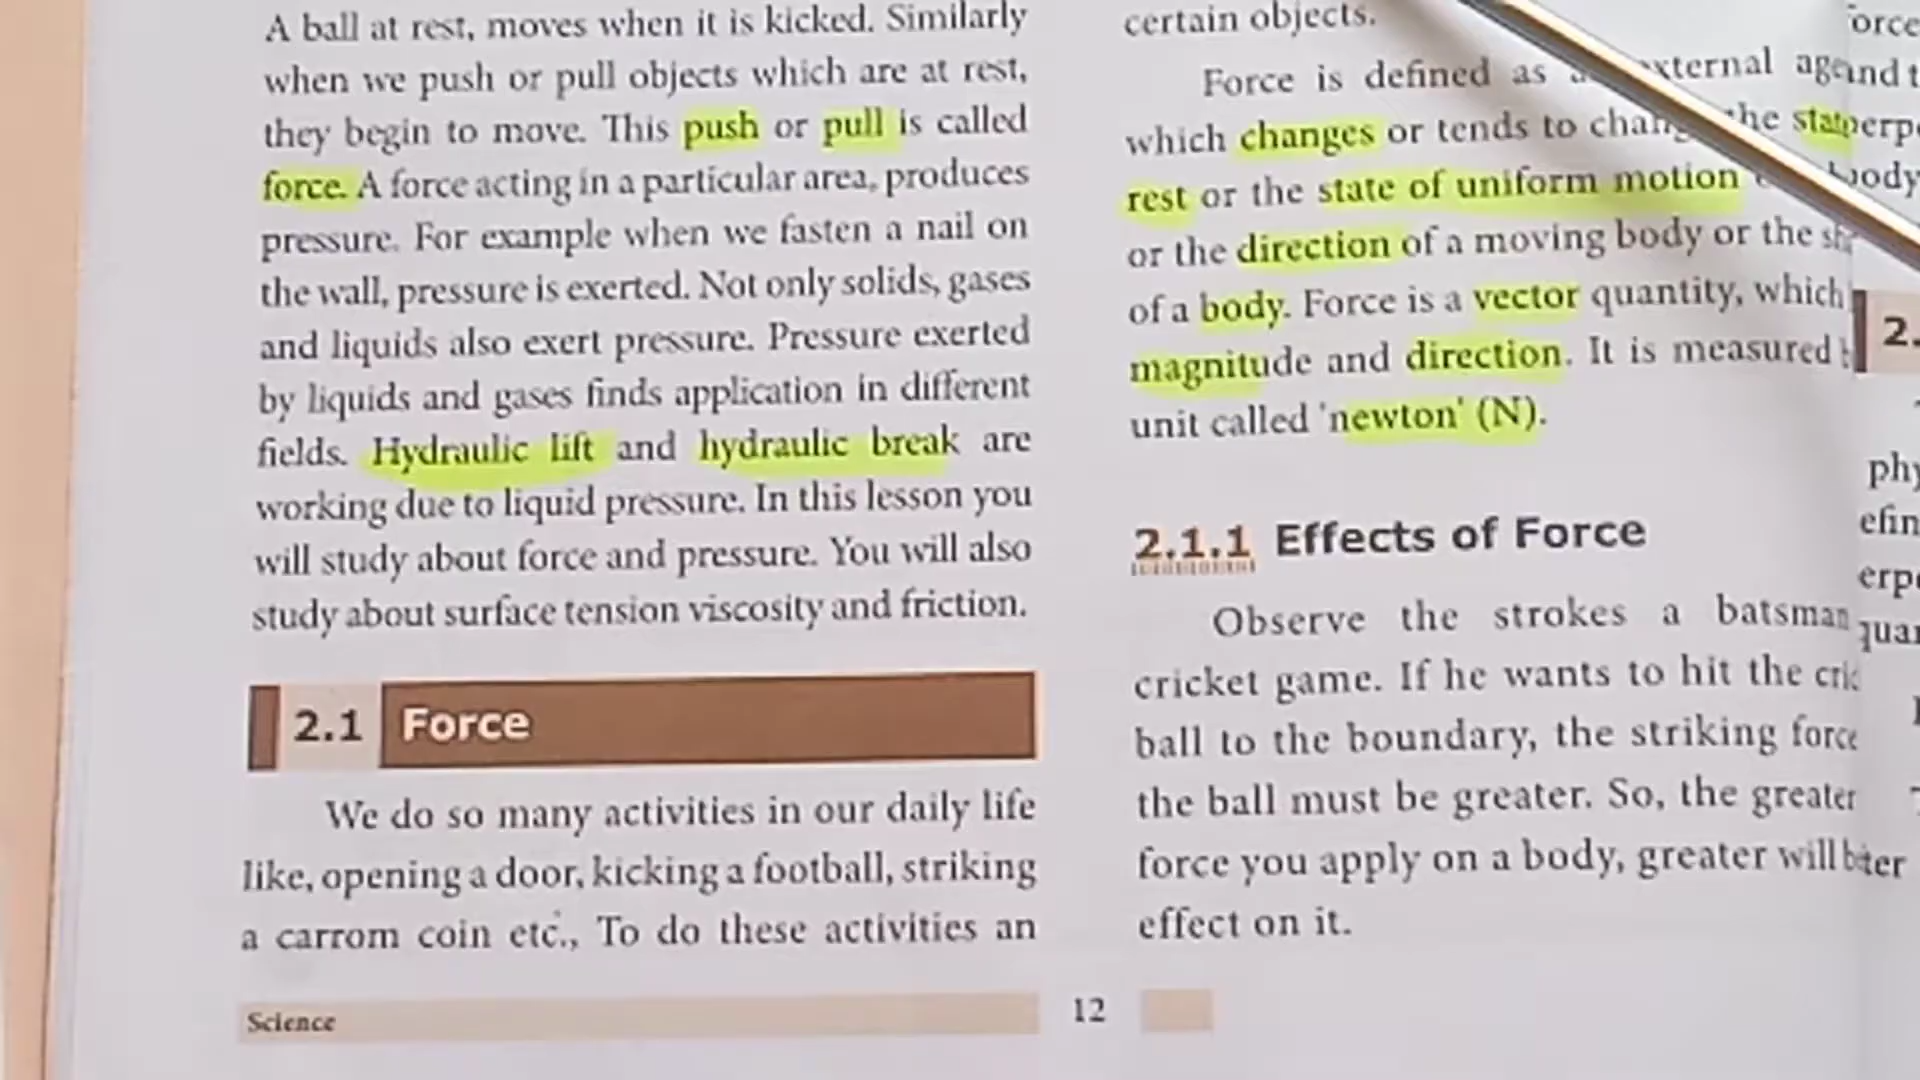 A ball at rest, moves when it is kicked. Similarly
when we push or pull objects which are at rest,
they begin to move. This push or pull is called
force. A force acting in a particular area, produces
pressure. For example when we fasten a nail on
the wall, pressure is exerted. Not only solids, gases
and liquids also exert pressure. Pressure exerted
by liquids and gases finds application in different
fields. Hydraulic lift and hydraulic break are
working due to liquid pressure. In this lesson you
will study about force and pressure. You will also
study about surface tension viscosity and friction.
2.1 Force
We do so many activities in our daily life
like, opening a door, kicking a football, striking
a carrom coin etc., To do these activities an
certain objects.
Force is defined as
which changes or tends to the
rest or the state of uniform motion
or the direction of a moving body or the
of a body. Force is a vector quantity, which
magnitude and direction. It is measured
unit called 'newton' (N).
2.1.1 Effects of Force
Observe the strokes a batsman
cricket game. If he wants to hit the
ball to the boundary, the striking force
the ball must be greater. So, the greater
force you apply on a body, greater will
effect on it.
Science
12
2.